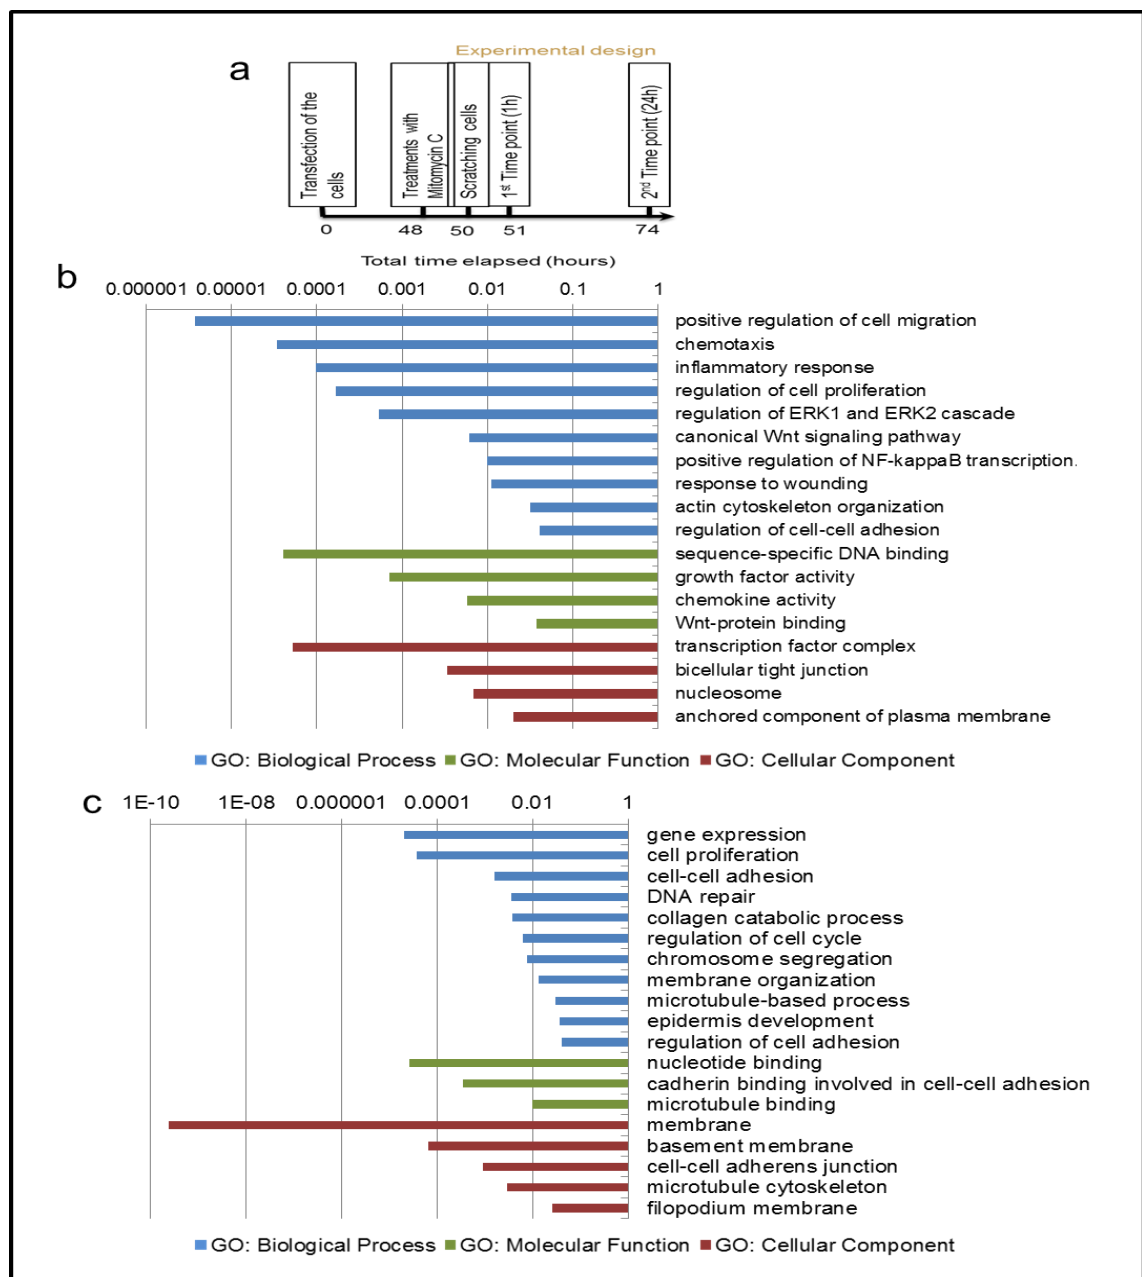 Experimental design
a
Transfection of the
cells
Treatments with
Mitomycin C
Scratching cells
1st Time point (1h)
2nd Time point (24h)
0 48 50 51 74
Total time elapsed (hours)
b
0.000001 0.00001 0.0001 0.001 0.01 0.1 1
positive regulation of cell migration
chemotaxis
inflammatory response
regulation of cell proliferation
regulation of ERK1 and ERK2 cascade
canonical Wnt signaling pathway
positive regulation of NF-kappaB transcription.
response to wounding
actin cytoskeleton organization
regulation of cell-cell adhesion
sequence-specific DNA binding
growth factor activity
chemokine activity
Wnt-protein binding
transcription factor complex
bicellular tight junction
nucleosome
anchored component of plasma membrane
GO: Biological Process GO: Molecular Function GO: Cellular Component
c
1E-10 1E-08 0.000001 0.0001 0.01 1
gene expression
cell proliferation
cell-cell adhesion
DNA repair
collagen catabolic process
regulation of cell cycle
chromosome segregation
membrane organization
microtubule-based process
epidermis development
regulation of cell adhesion
nucleotide binding
cadherin binding involved in cell-cell adhesion
microtubule binding
membrane
basement membrane
cell-cell adherens junction
microtubule cytoskeleton
filopodium membrane
GO: Biological Process GO: Molecular Function GO: Cellular Component